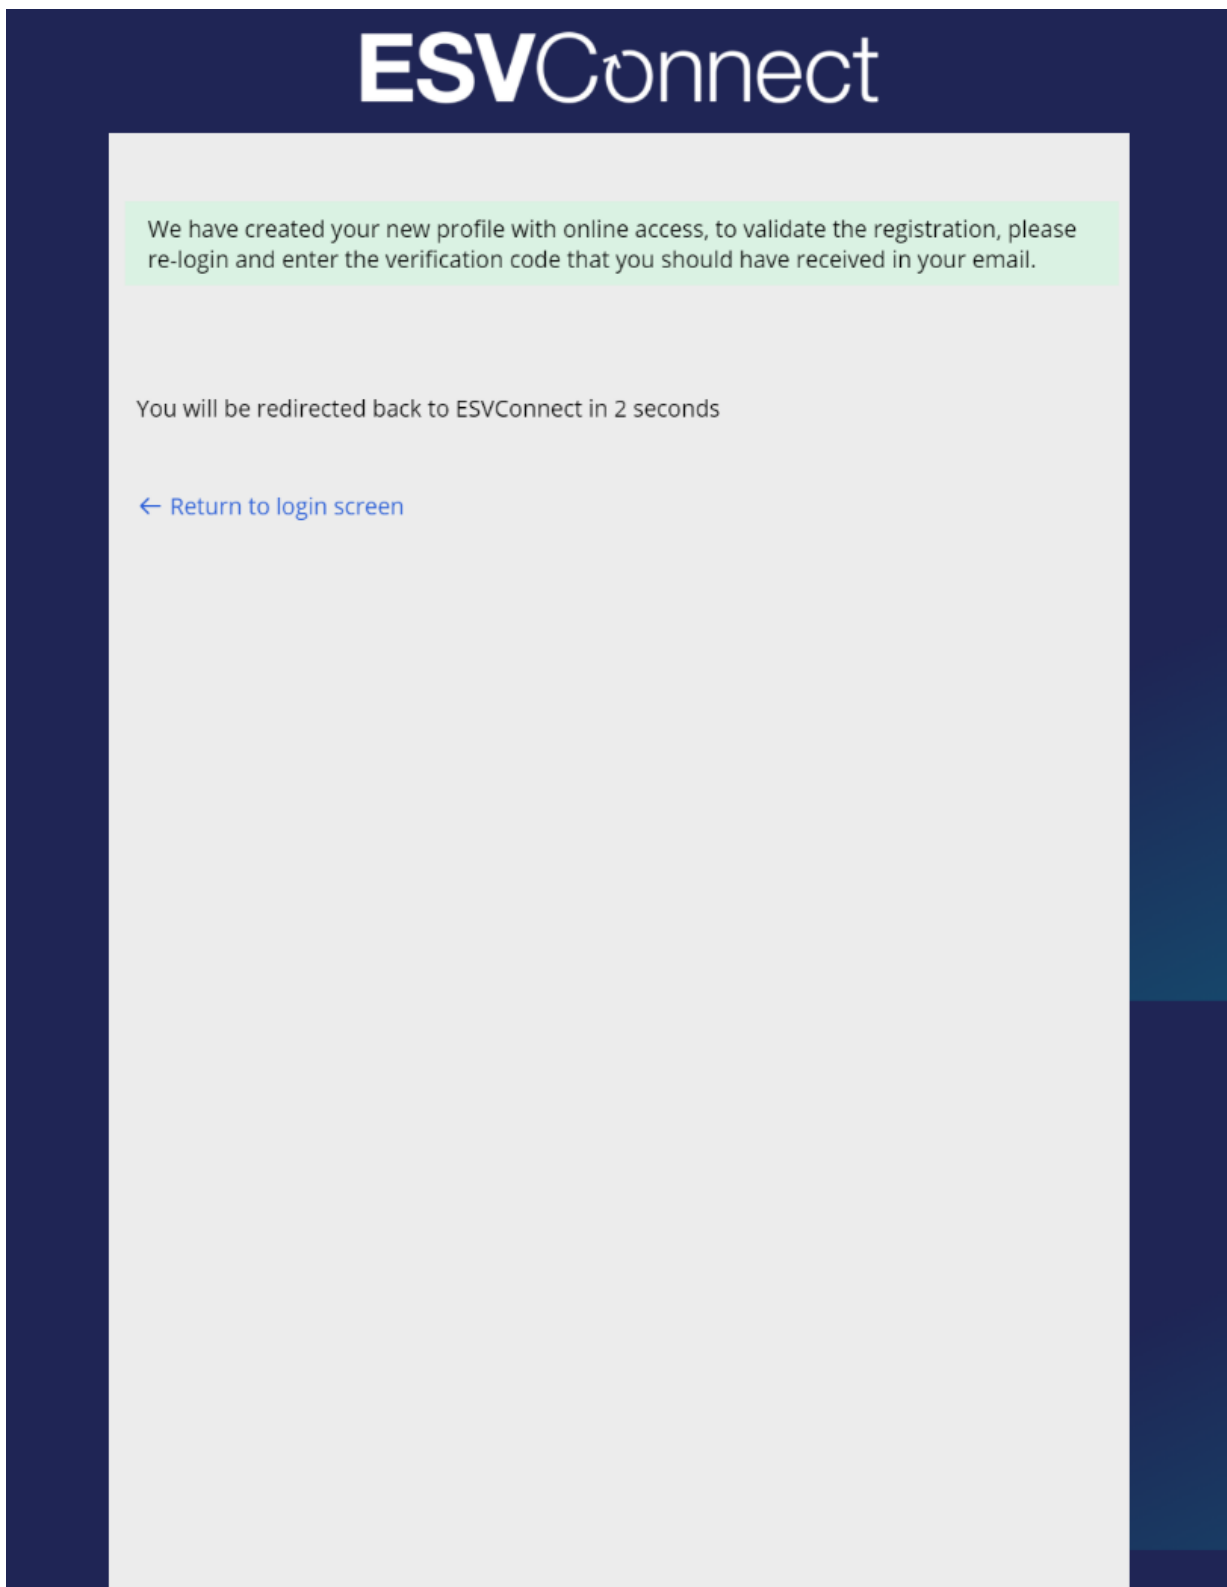 ESVConnect
We have created your new profile with online access, to validate the registration, please
re-login and enter the verification code that you should have received in your email.
You will be redirected back to ESVConnect in 2 seconds
← Return to login screen